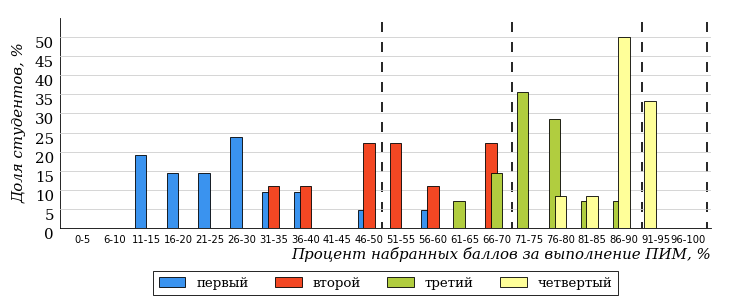 Доля студентов, %
50
45
40
35
30
25
20
15
10
5
0
0-5 6-10 11-15 16-20 21-25 26-30 31-35 36-40 41-45 46-50 51-55 56-60 61-65 66-70 71-75 76-80 81-85 86-90 91-95 96-100
Процент набранных баллов за выполнение ПИМ, %
первый второй третий четвертый